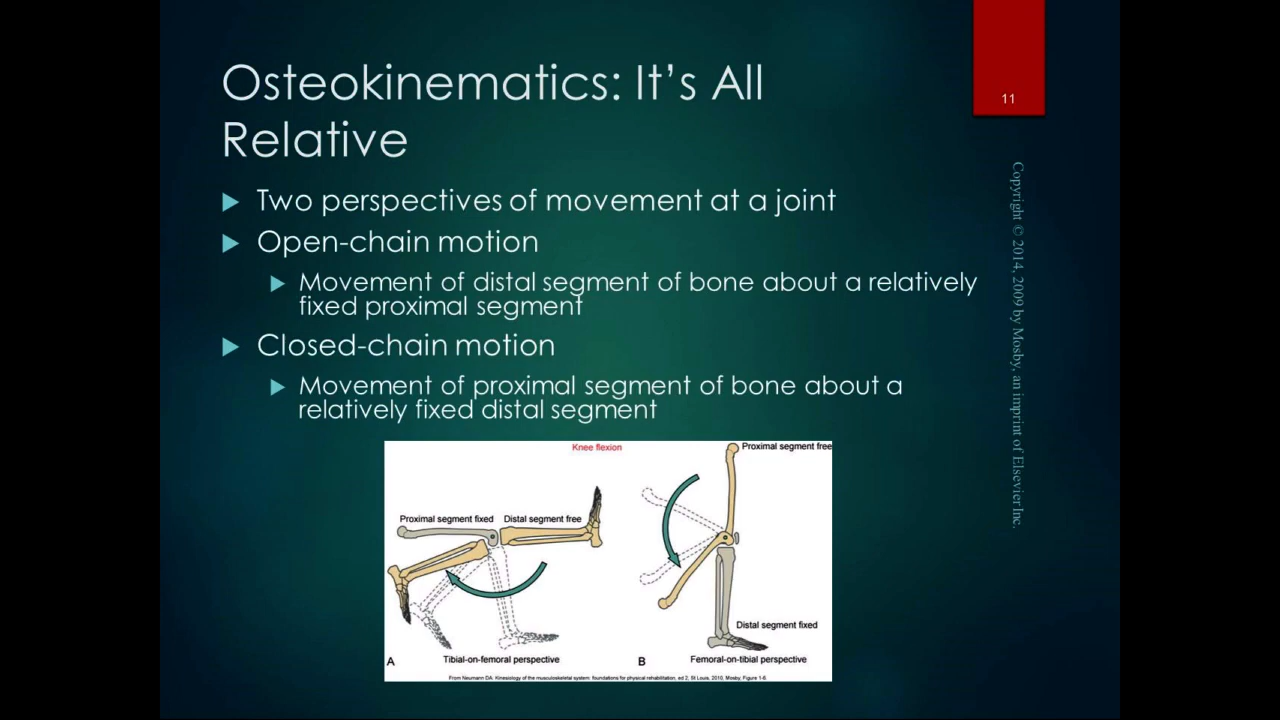 Osteokinematics: It's All
Relative
11
Two perspectives of movement at a joint
Open-chain motion
Movement of distal segment of bone about a relatively
fixed proximal segment
Closed-chain motion
Movement of proximal segment of bone about a
relatively fixed distal segment
Knee flexion
Proximal segment free
Proximal segment fixed
Distal segment free
Distal segment fixed
A
Tibial-on-femoral perspective
B
Femoral-on-tibial perspective
From Neumann DA: Kinesiology of the musculoskeletal system: foundations for physical rehabilitation, ed 2, St Louis, 2010, Mosby, Figure 1-6.
Copyright © 2014, 2009 by Mosby, an imprint of Elsevier Inc.